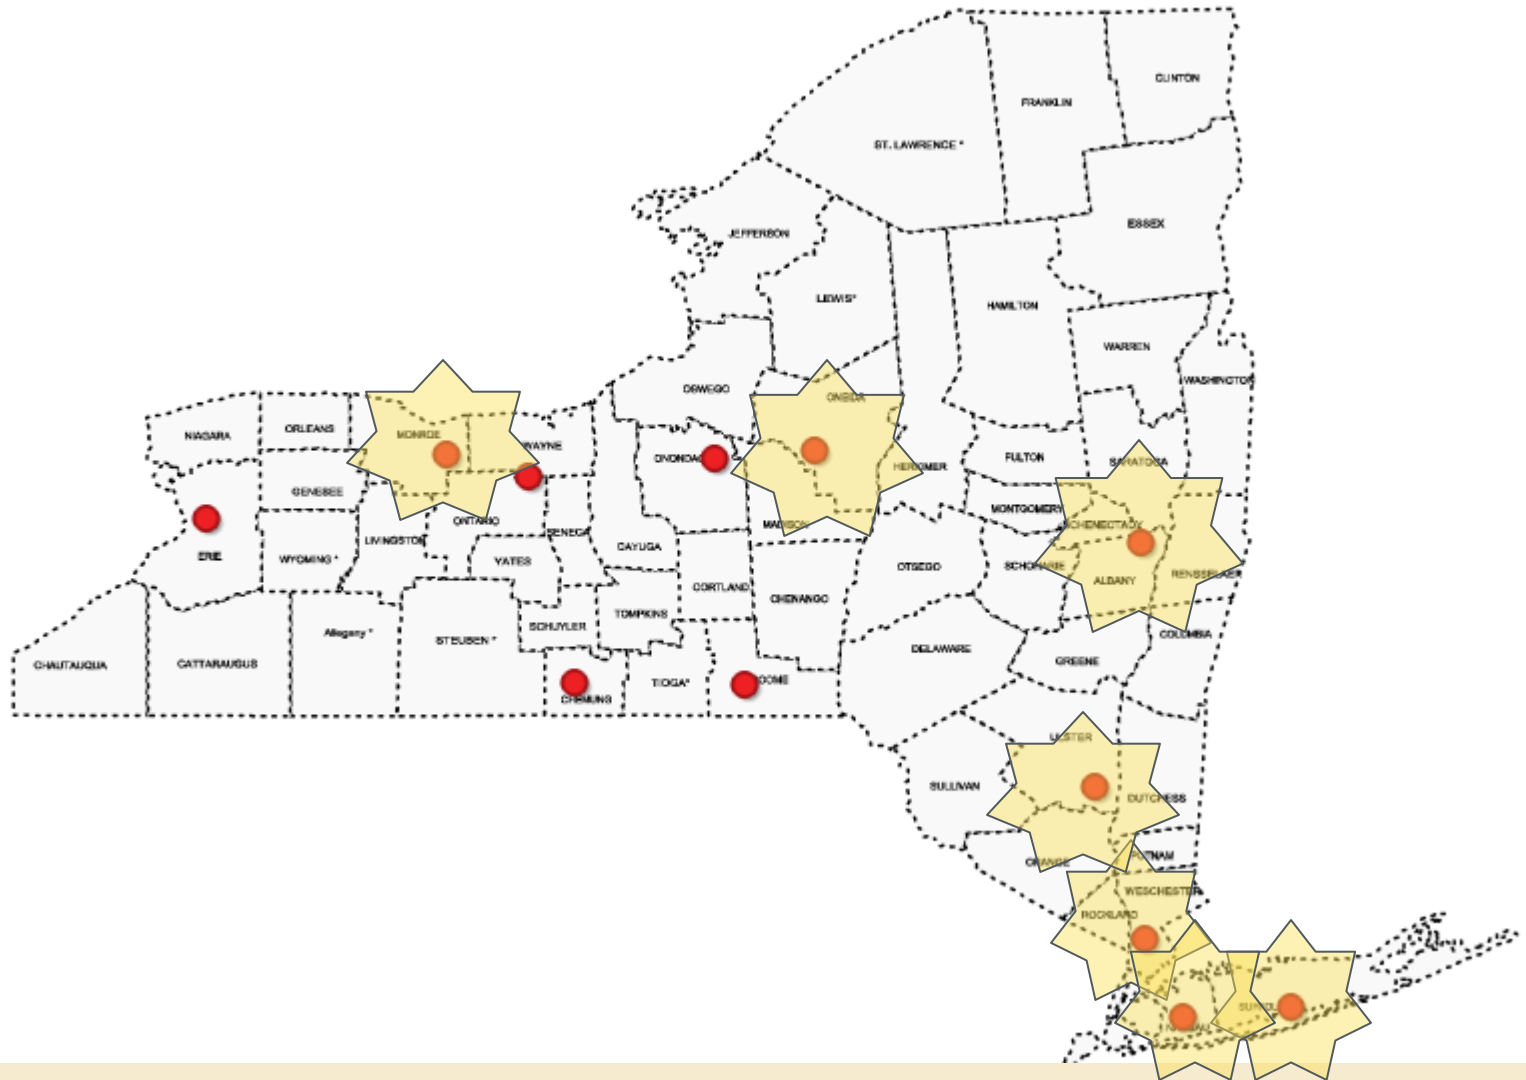 CLINTON
FRANKLIN
ST. LAWRENCE *
ESSEX
JEFFERSON
LEWIS*
HAMILTON
WARREN
WASHINGTON
OSWEGO
ONEIDA
NIAGARA
ORLEANS
MONROE
WAYNE
ONONDAG
HERKIMER
FULTON
SARATOGA
GENESEE
ONTARIO
SENECA
MADISON
MONTGOMERY
SCHENECTADY
ERIE
WYOMING *
LIVINGSTON
YATES
CAYUGA
OTSEGO
SCHOHARIE
ALBANY
RENSSELAER
CORTLAND
CHENANGO
TOMPKINS
SCHUYLER
Allegany *
STEUBEN *
CHAUTAUQUA
CATTARAUGUS
CHEMUNG
TIOGA*
OOME
DELAWARE
GREENE
COLUMBIA
ULSTER
SULLIVAN
DUTCHESS
ORANGE
PUTNAM
WESCHESTER
ROCKLAND